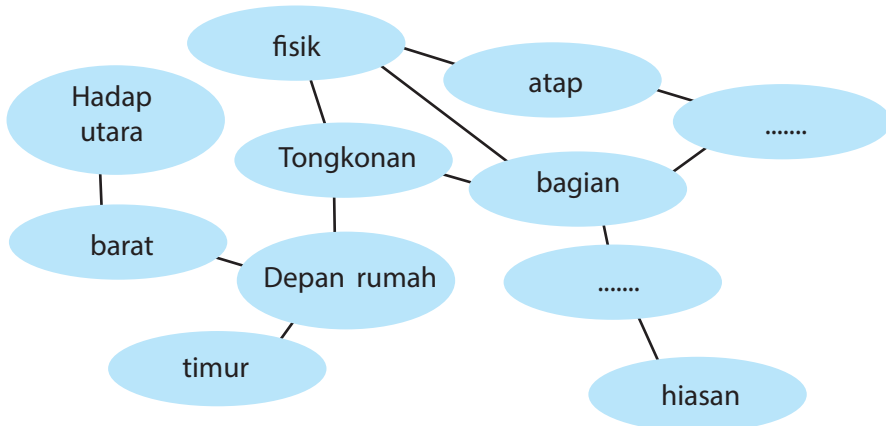 fisik
atap
Hadap
utara
.......
Tongkonan
bagian
barat
Depan rumah
.......
timur
hiasan